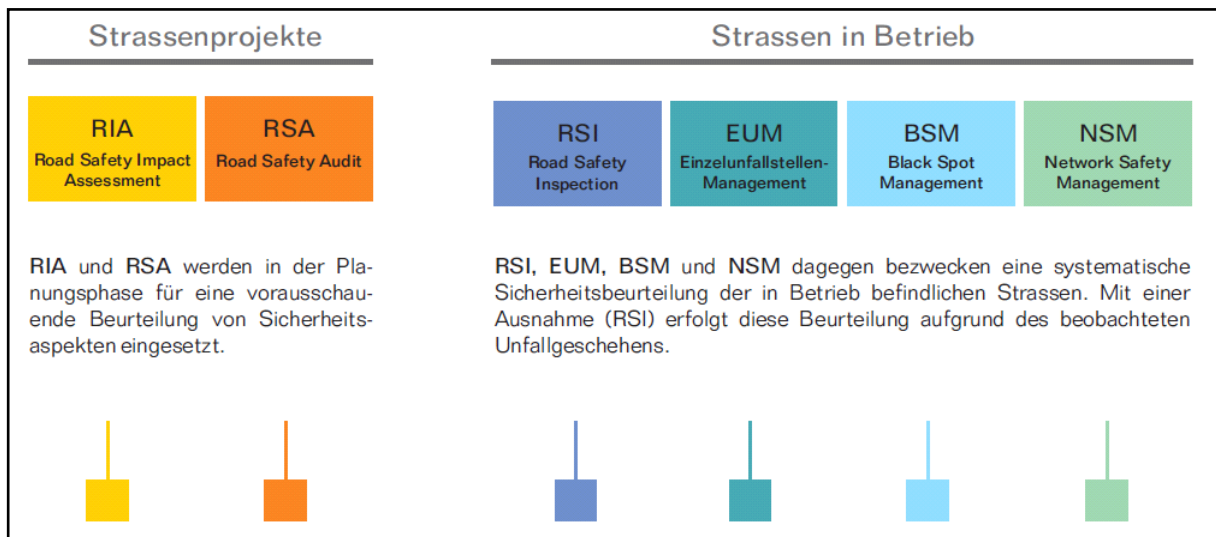 Strassenprojekte
RIA
Road Safety Impact
Assessment
RSA
Road Safety Audit
RIA und RSA werden in der Pla-
nungsphase für eine vorausschau-
ende Beurteilung von Sicherheits-
aspekten eingesetzt.
Strassen in Betrieb
RSI
Road Safety
Inspection
EUM
Einzelunfallstellen-
Management
BSM
Black Spot
Management
NSM
Network Safety
Management
RSI, EUM, BSM und NSM dagegen bezwecken eine systematische
Sicherheitsbeurteilung der in Betrieb befindlichen Strassen. Mit einer
Ausnahme (RSI) erfolgt diese Beurteilung aufgrund des beobachteten
Unfallgeschehens.